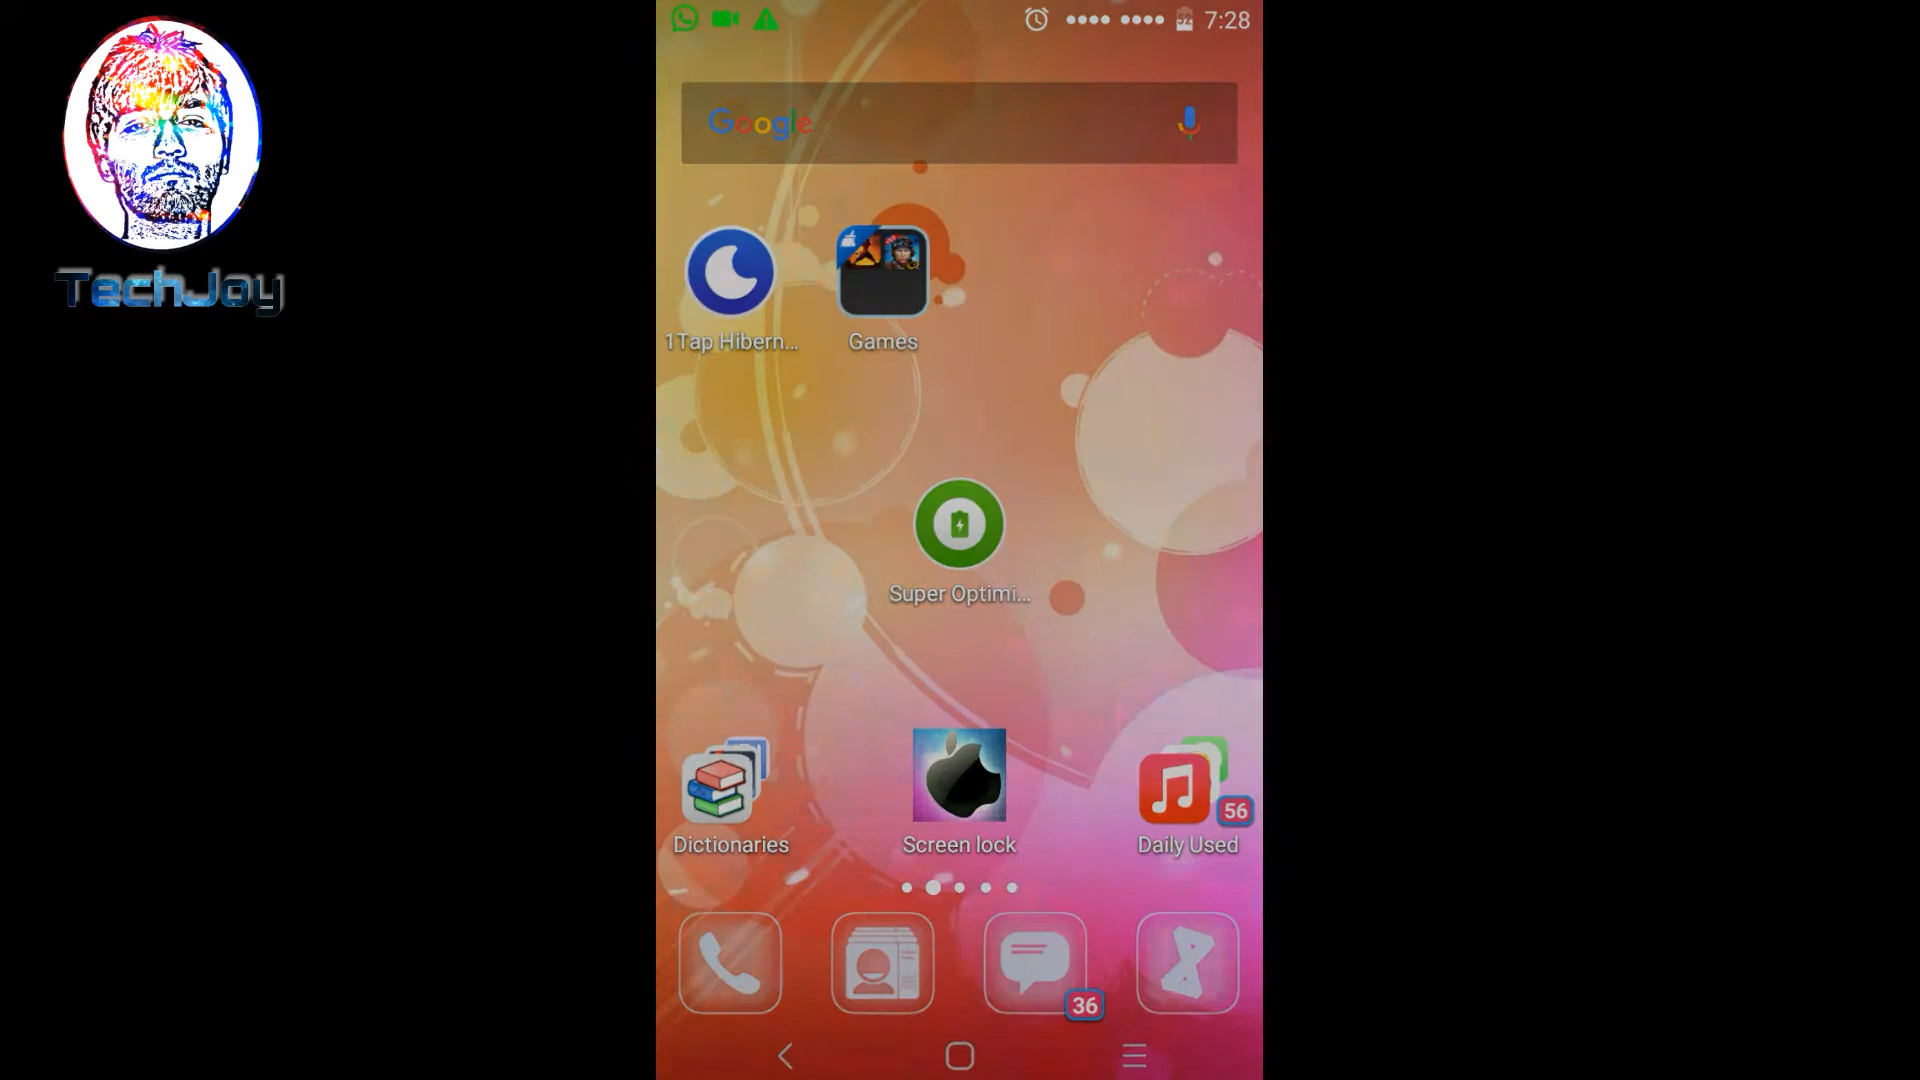 7:28
Google
TechJoy
1Tap Hibern...
Games
Super Optimi...
Dictionaries
Screen lock
Daily Used
56
36